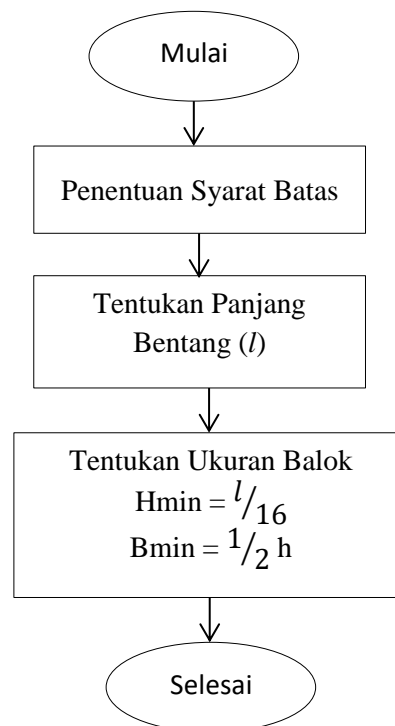 Mulai
Penentuan Syarat Batas
Tentukan Panjang
Bentang (l)
Tentukan Ukuran Balok
Hmin = l/16
Bmin = 1/2 h
Selesai